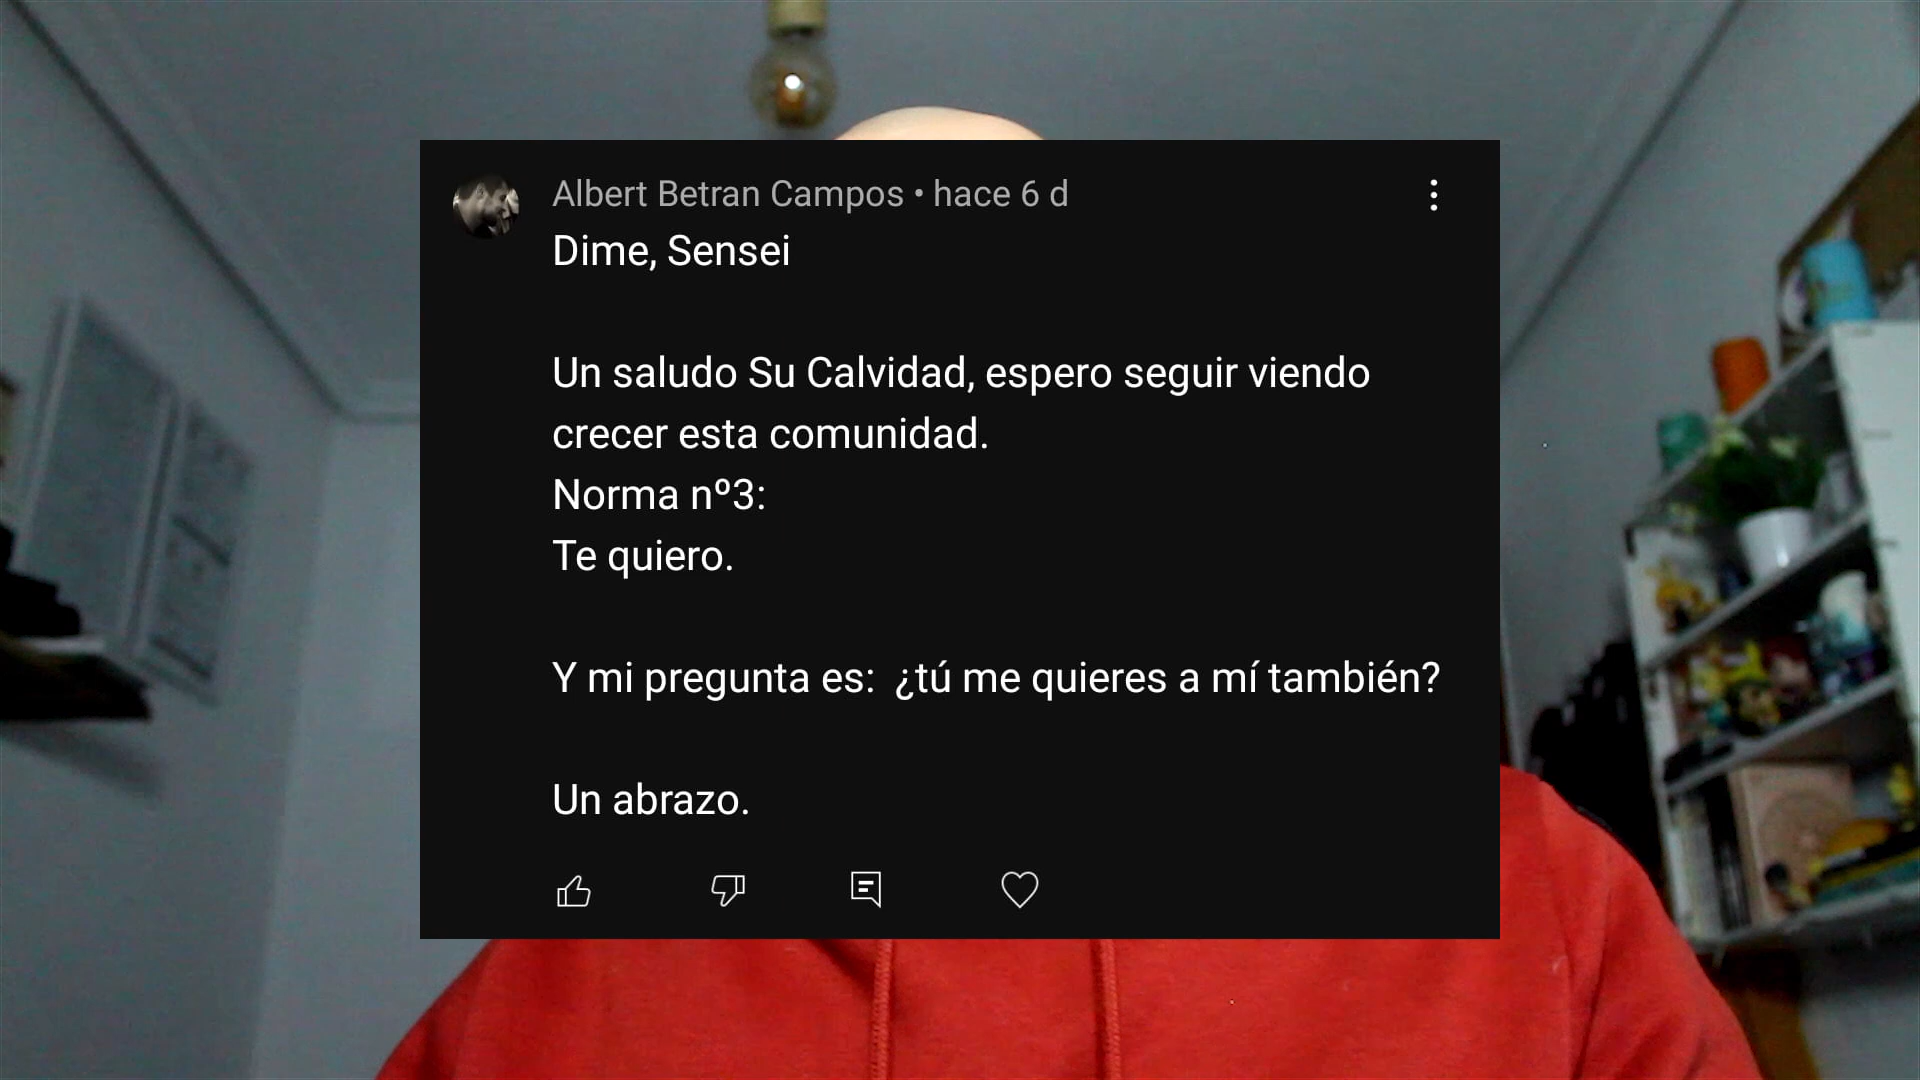 Albert Betran Campos • hace 6 d
Dime, Sensei
Un saludo Su Calvidad, espero seguir viendo
crecer esta comunidad.
Norma nº3:
Te quiero.
Y mi pregunta es: ¿tú me quieres a mí también?
Un abrazo.